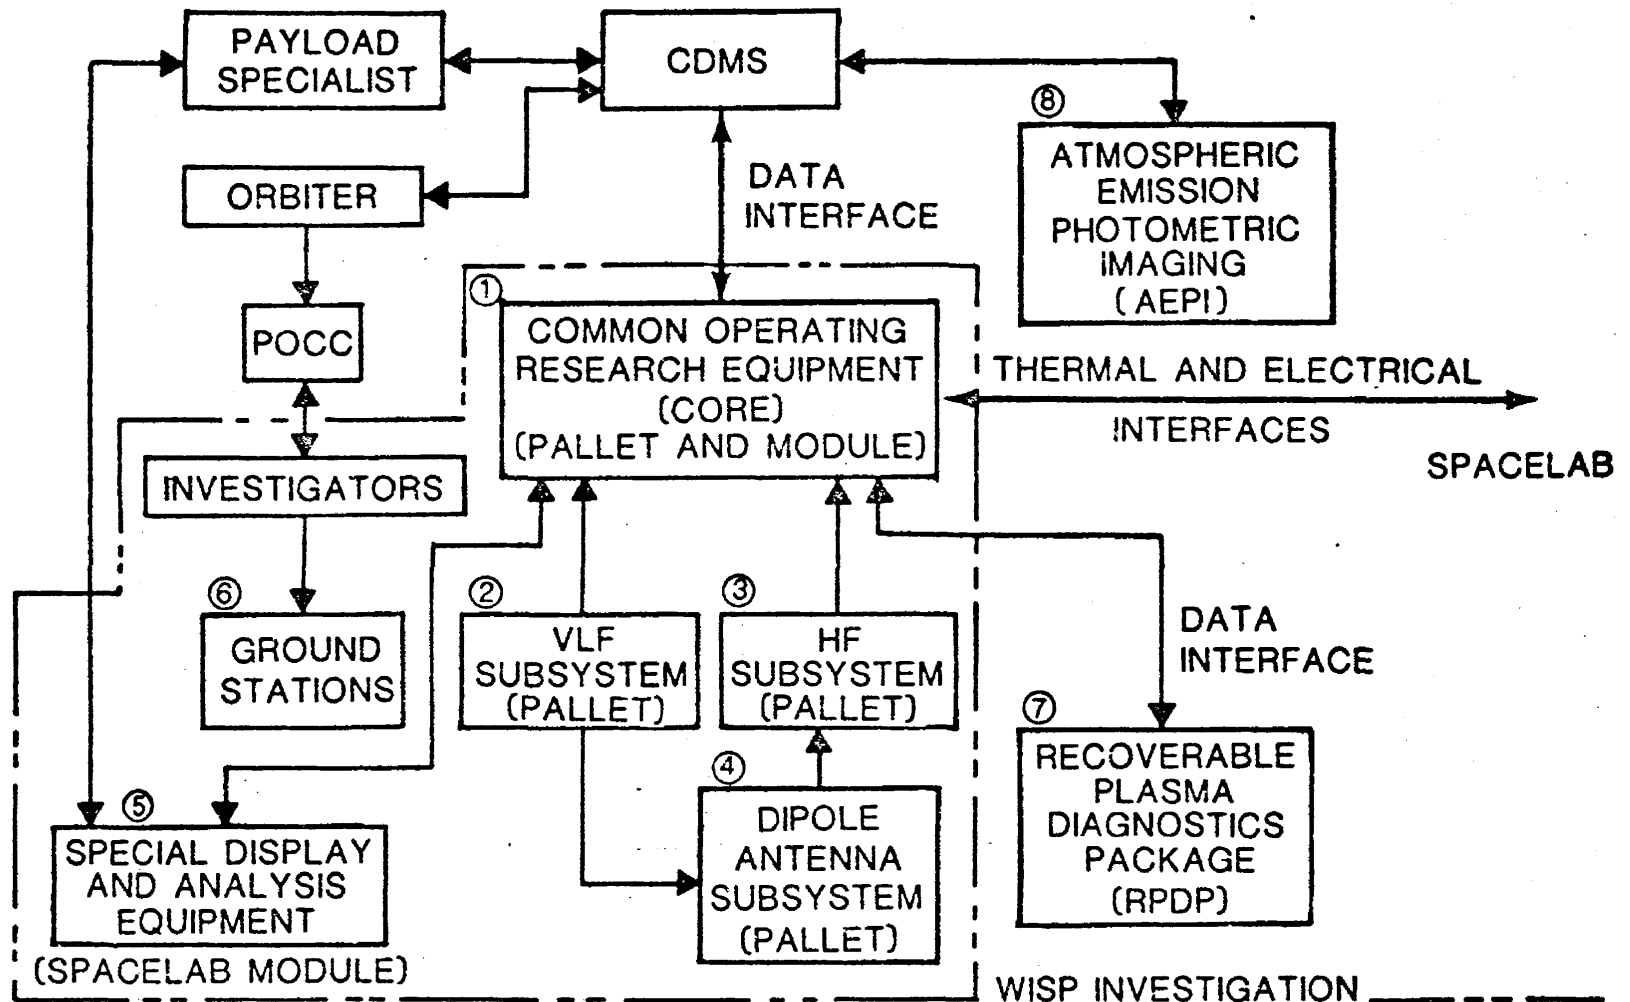 PAYLOAD
SPECIALIST
CDMS
⑧
ATMOSPHERIC
EMISSION
PHOTOMETRIC
IMAGING
(AEPI)
ORBITER
DATA
INTERFACE
POCC
①
COMMON OPERATING
RESEARCH EQUIPMENT
(CORE)
(PALLET AND MODULE)
THERMAL AND ELECTRICAL
INTERFACES
SPACELAB
INVESTIGATORS
⑥
GROUND
STATIONS
②
VLF
SUBSYSTEM
(PALLET)
③
HF
SUBSYSTEM
(PALLET)
DATA
INTERFACE
④
DIPOLE
ANTENNA
SUBSYSTEM
(PALLET)
⑦
RECOVERABLE
PLASMA
DIAGNOSTICS
PACKAGE
(RPDP)
⑤
SPECIAL DISPLAY
AND ANALYSIS
EQUIPMENT
(SPACELAB MODULE)
WISP INVESTIGATION